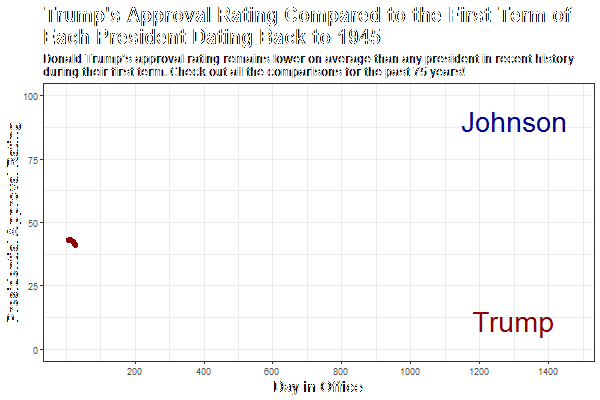 Trump's Approval Rating Compared to the First Term of
Each President Dating Back to 1945
Donald Trump's approval rating remains lower on average than any president in recent history
during their first term. Check out all the comparisons for the past 75 years!
Presidential Approval Rating
100
75
50
25
0
Johnson
Trump
200 400 600 800 1000 1200 1400
Day in Office